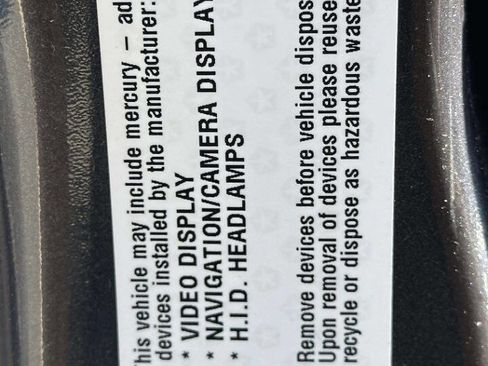 This vehicle may include mercury – ad
devices installed by the manufacturer:
* VIDEO DISPLAY
* NAVIGATION/CAMERA DISPLAY
* H.I.D. HEADLAMPS
Remove devices before vehicle dispos
Upon removal of devices please reuse
recycle or dispose as hazardous waste